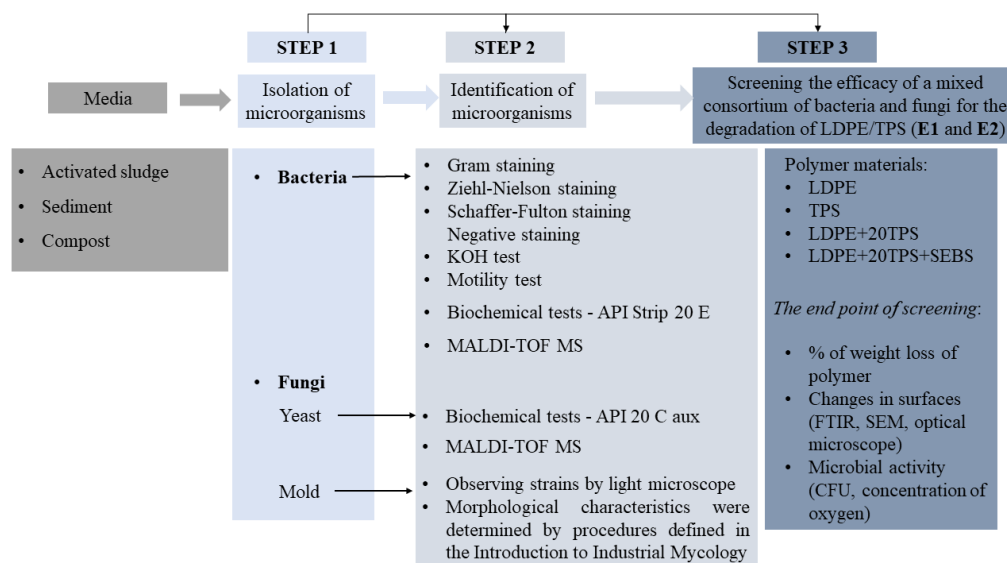 STEP 1
STEP 2
STEP 3
Media
Isolation of
microorganisms
Identification of
microorganisms
Screening the efficacy of a mixed
consortium of bacteria and fungi for the
degradation of LDPE/TPS (E1 and E2)
• Activated sludge
• Sediment
• Compost
• Bacteria
• Fungi
Yeast
Mold
• Gram staining
• Ziehl-Nielson staining
• Schaffer-Fulton staining
Negative staining
• KOH test
• Motility test
• Biochemical tests - API Strip 20 E
• MALDI-TOF MS
• Biochemical tests - API 20 C aux
• MALDI-TOF MS
• Observing strains by light microscope
• Morphological characteristics were
determined by procedures defined in
the Introduction to Industrial Mycology
Polymer materials:
• LDPE
• TPS
• LDPE+20TPS
• LDPE+20TPS+SEBS
The end point of screening:
• % of weight loss of
polymer
• Changes in surfaces
(FTIR, SEM, optical
microscope)
• Microbial activity
(CFU, concentration of
oxygen)